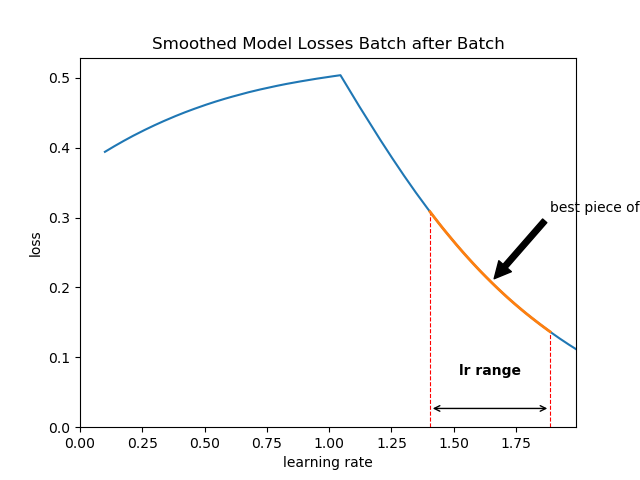 Smoothed Model Losses Batch after Batch
0.5
0.4
0.3
0.2
0.1
0.0
loss
best piece of
lr range
0.00 0.25 0.50 0.75 1.00 1.25 1.50 1.75
learning rate